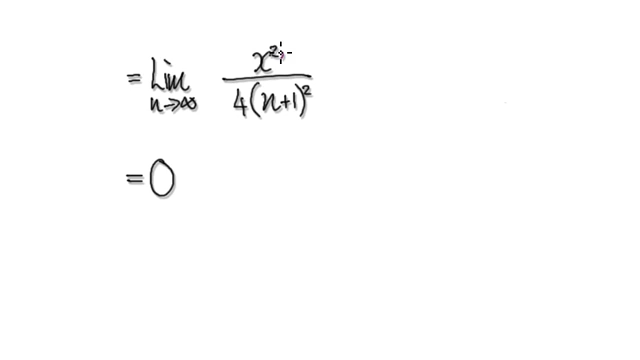 = Lim n→∞ x² / 4(n+1)²
= 0